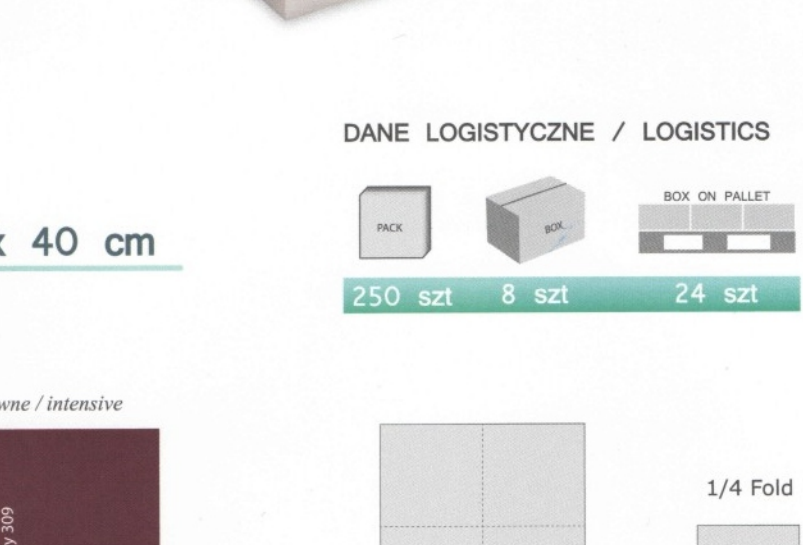 DANE LOGISTYCZNE / LOGISTICS
PACK
BOX
BOX ON PALLET
x 40 cm
250 szt 8 szt 24 szt
/ intensive
1/4 Fold
309